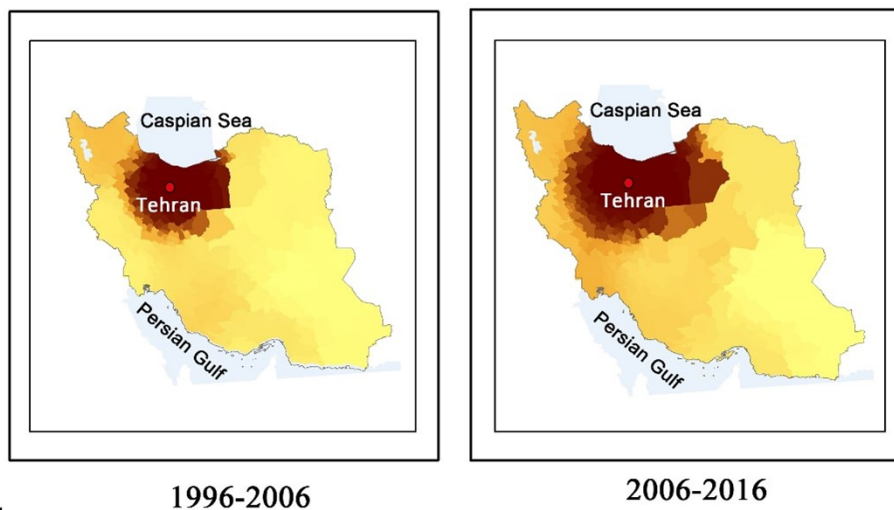 Caspian Sea
Tehran
Persian Gulf
1996-2006
Caspian Sea
Tehran
Persian Gulf
2006-2016